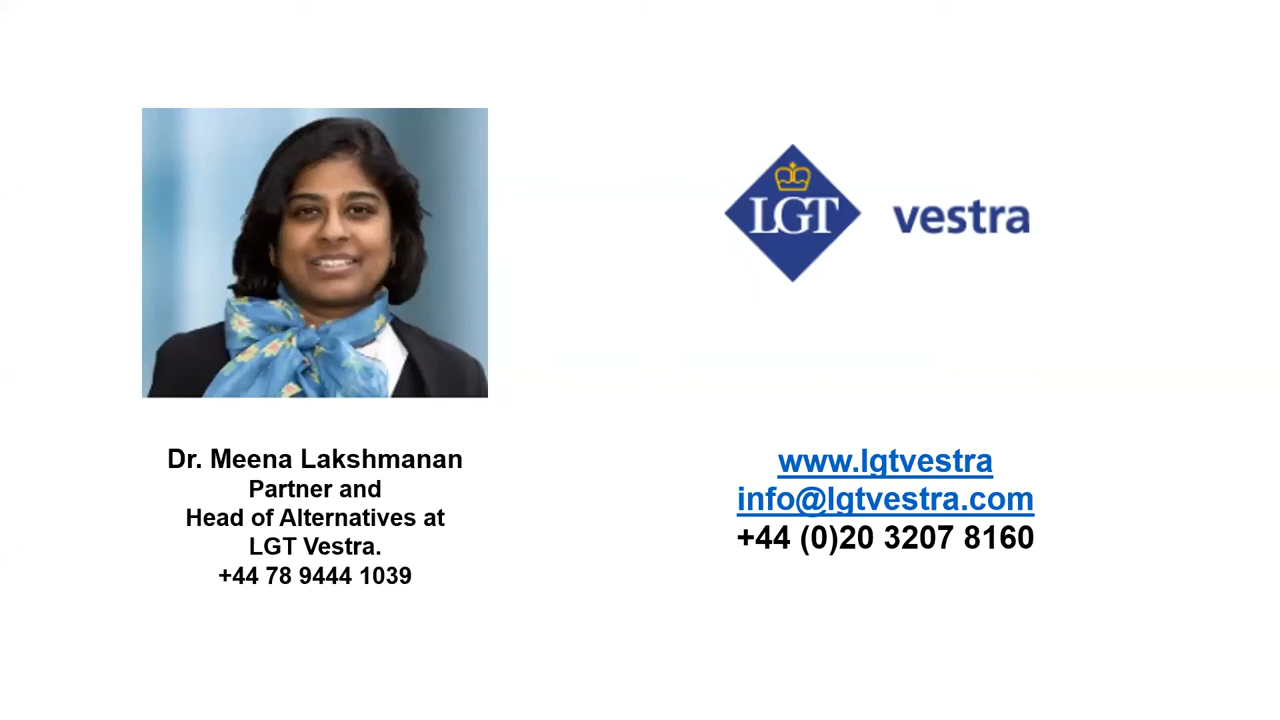 LGT vestra
Dr. Meena Lakshmanan
Partner and
Head of Alternatives at
LGT Vestra.
+44 78 9444 1039
www.lgtvestra
info@lgtvestra.com
+44 (0)20 3207 8160